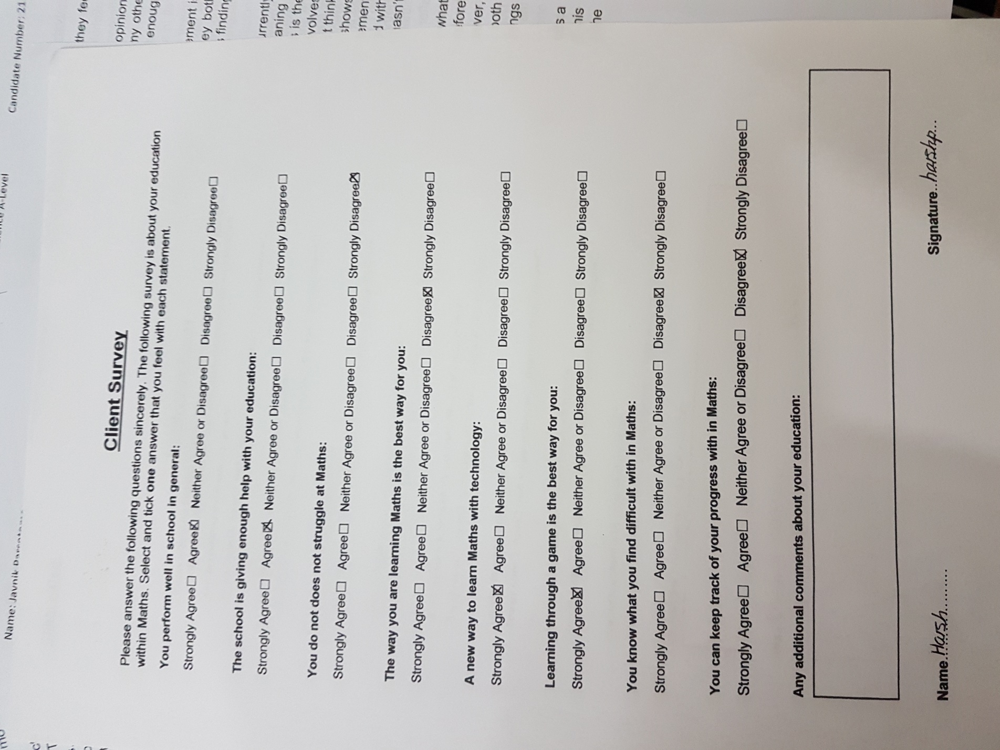 Candidate Number: 21
Name: Javnik
they fe
opinion
ny othe
enoug
ey bot
finding
aning
is the
volves
t think
shows
d with
what
fore
ver,
both
ngs
s a
his
he
Client Survey
Please answer the following questions sincerely. The following survey is about your education
within Maths. Select and tick one answer that you feel with each statement.
You perform well in school in general:
Strongly Agree☐ Agree☒ Neither Agree or Disagree☐ Disagree☐ Strongly Disagree☐
The school is giving enough help with your education:
Strongly Agree☐ Agree☒ Neither Agree or Disagree☐ Disagree☐ Strongly Disagree☐
You do not does not struggle at Maths:
Strongly Agree☐ Agree☐ Neither Agree or Disagree☐ Disagree☐ Strongly Disagree☒
The way you are learning Maths is the best way for you:
Strongly Agree☐ Agree☐ Neither Agree or Disagree☐ Disagree☒ Strongly Disagree☐
A new way to learn Maths with technology:
Strongly Agree☒ Agree☐ Neither Agree or Disagree☐ Disagree☐ Strongly Disagree☐
Learning through a game is the best way for you:
Strongly Agree☒ Agree☐ Neither Agree or Disagree☐ Disagree☐ Strongly Disagree☐
You know what you find difficult with in Maths:
Strongly Agree☐ Agree☐ Neither Agree or Disagree☐ Disagree☒ Strongly Disagree☐
You can keep track of your progress with in Maths:
Strongly Agree☐ Agree☐ Neither Agree or Disagree☐ Disagree☒ Strongly Disagree☐
Any additional comments about your education:
Name..Harsh........ Signature..harshp...